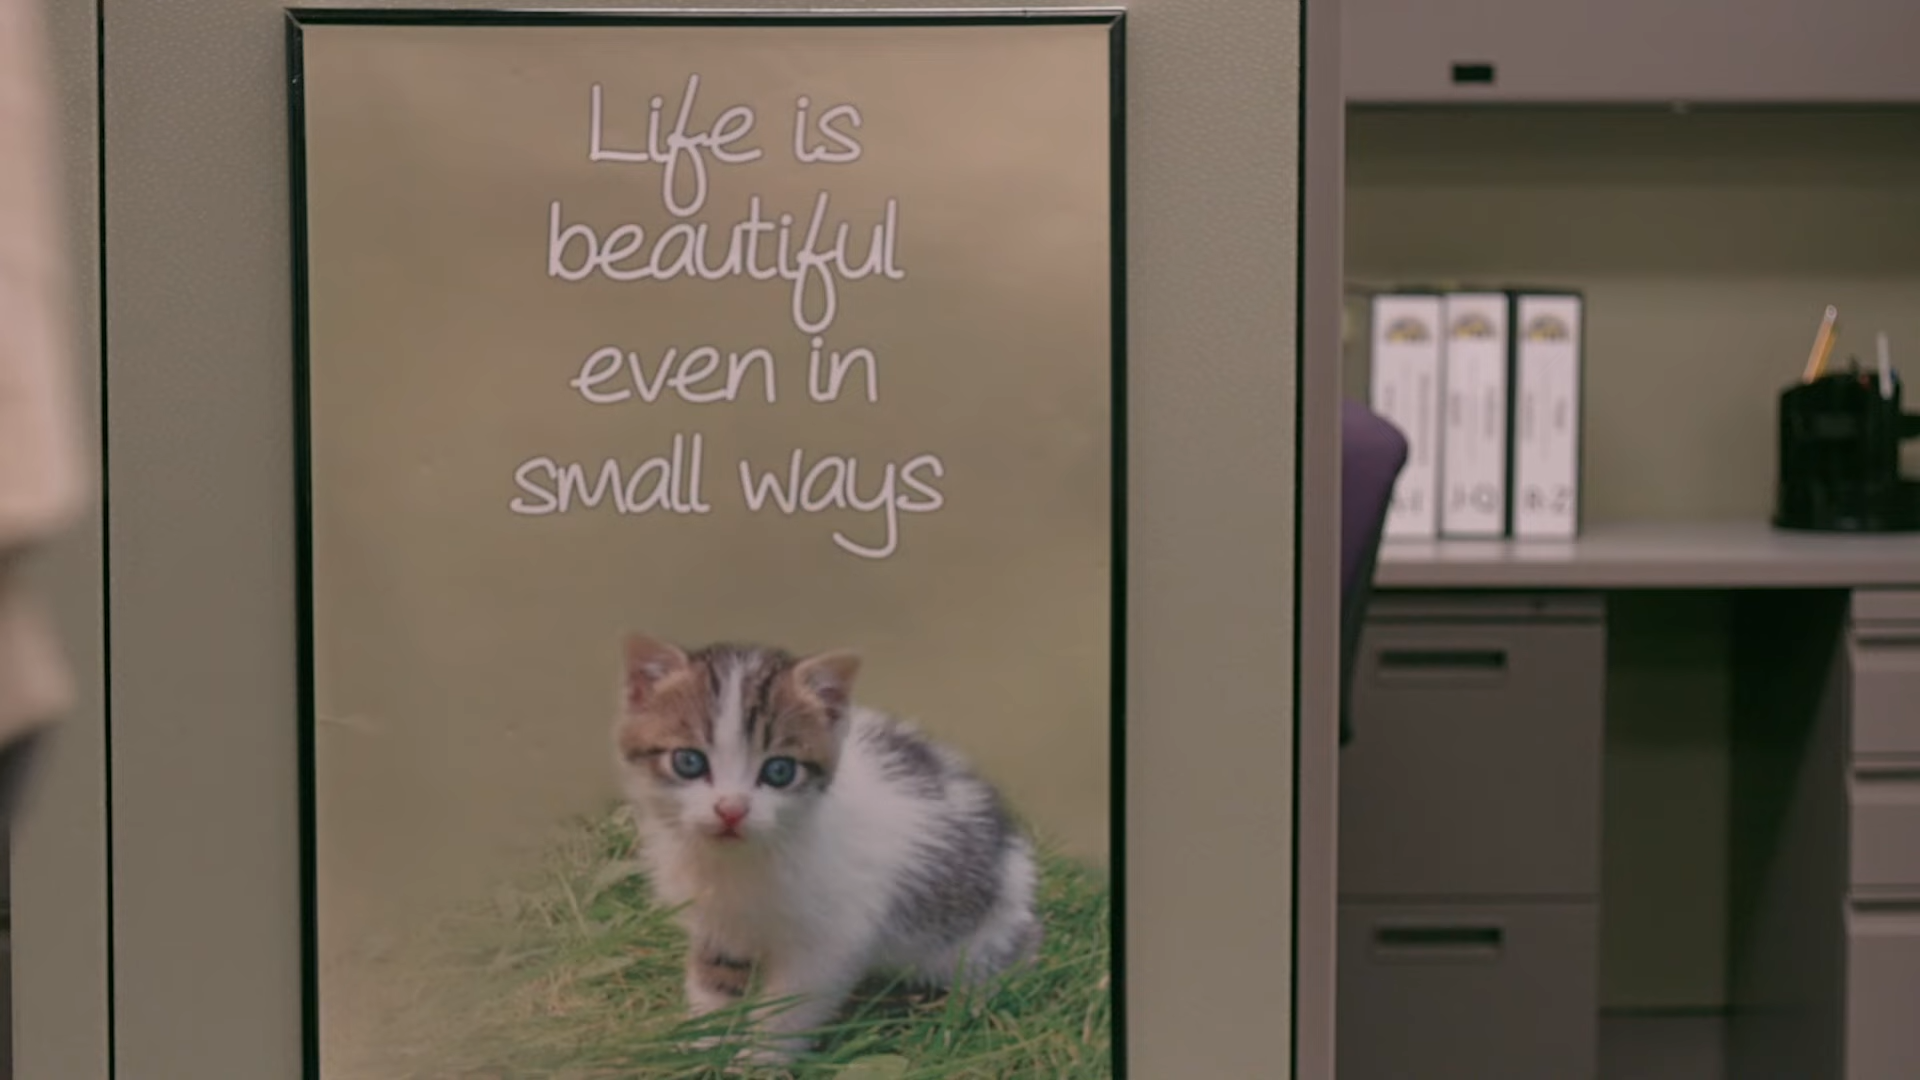 Life is
beautiful
even in
small ways
J-Q
R-Z